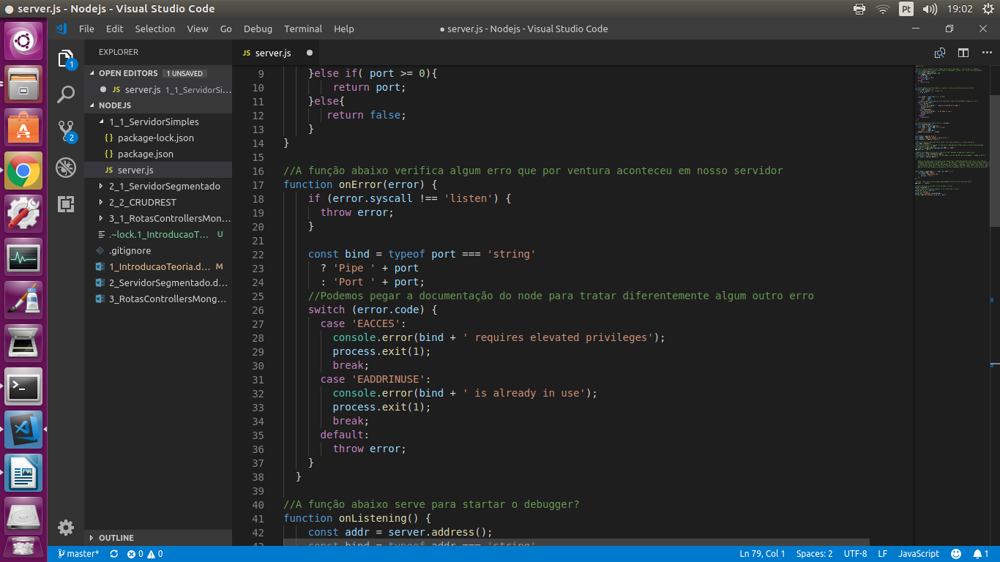 server.js - Nodejs - Visual Studio Code
Pt
19:02
File Edit Selection View Go Debug Terminal Help
● server.js - Nodejs - Visual Studio Code
1
2
EXPLORER
OPEN EDITORS 1 UNSAVED
JS server.js 1_1_ServidorSi...
NODEJS
1_1_ServidorSimples
{} package-lock.json
{} package.json
JS server.js
2_1_ServidorSegmentado
2_2_CRUDREST
3_1_RotasControllersMon...
.~lock.1_IntroducaoT... U
.gitignore
1_IntroducaoTeoria.d... M
2_ServidorSegmentado.d...
3_RotasControllersMong...
OUTLINE
JS server.js ●
9 }else if( port >= 0){
10 return port;
11 }else{
12 return false;
13 }
14 }
15
16 //A função abaixo verifica algum erro que por ventura aconteceu em nosso servidor
17 function onError(error) {
18 if (error.syscall !== 'listen') {
19 throw error;
20 }
21
22 const bind = typeof port === 'string'
23 ? 'Pipe ' + port
24 : 'Port ' + port;
25 //Podemos pegar a documentação do node para tratar diferentemente algum outro erro
26 switch (error.code) {
27 case 'EACCES':
28 console.error(bind + ' requires elevated privileges');
29 process.exit(1);
30 break;
31 case 'EADDRINUSE':
32 console.error(bind + ' is already in use');
33 process.exit(1);
34 break;
35 default:
36 throw error;
37 }
38 }
39
40 //A função abaixo serve para startar o debugger?
41 function onListening() {
42 const addr = server.address();
43 const bind = typeof addr === 'string'
master* 0 0
Ln 79, Col 1 Spaces: 2 UTF-8 LF JavaScript 1